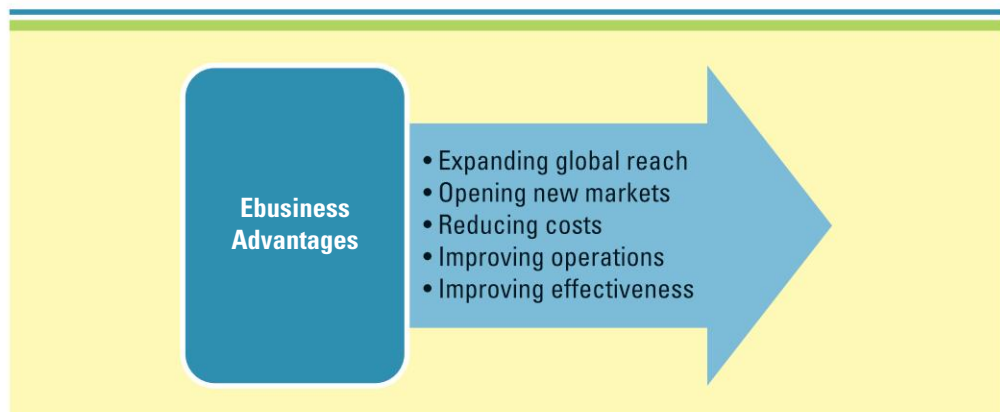 Ebusiness
Advantages
• Expanding global reach
• Opening new markets
• Reducing costs
• Improving operations
• Improving effectiveness